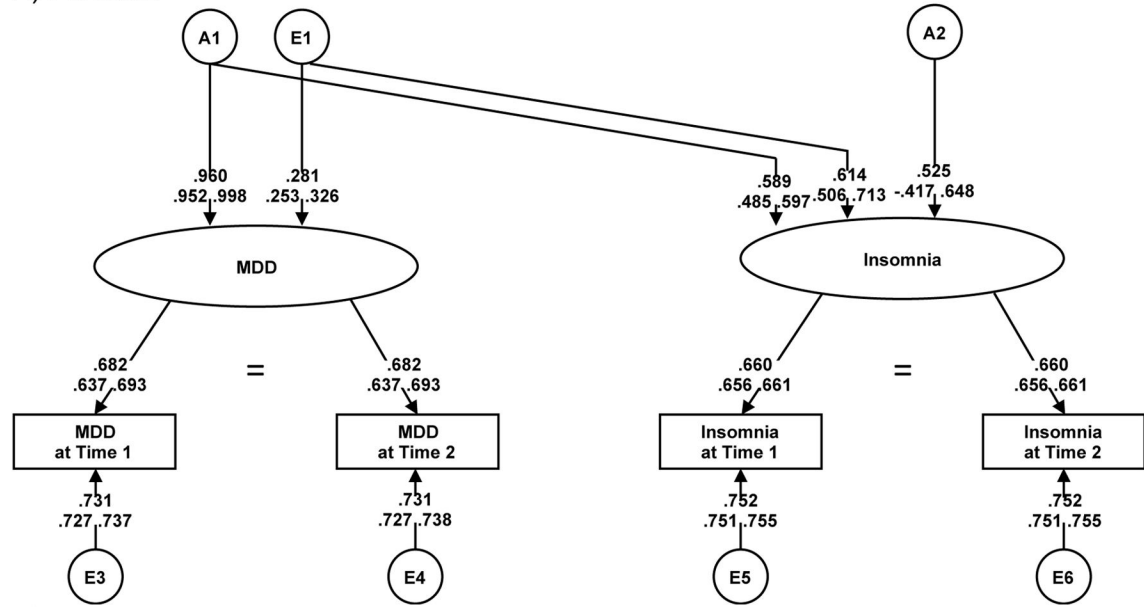 A1 E1 A2
.960 .281 .589 .614 .525
.952 .998 .253 .326 .485 .597 .506 .713 -.417 .648
MDD Insomnia
.682 = .682 .660 = .660
.637 .693 .637 .693 .656 .661 .656 .661
MDD MDD Insomnia Insomnia
at Time 1 at Time 2 at Time 1 at Time 2
.731 .731 .752 .752
.727 .737 .727 .738 .751 .755 .751 .755
E3 E4 E5 E6